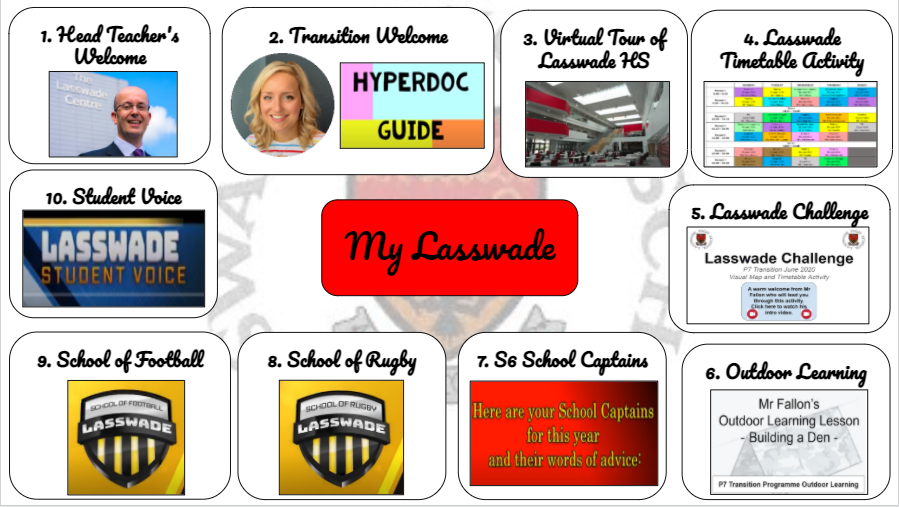 1. Head Teacher's
Welcome
The
Lasswade
Centre
2. Transition Welcome
HYPERDOC
GUIDE
3. Virtual Tour of
Lasswade HS
4. Lasswade
Timetable Activity
10. Student Voice
LASSWADE
STUDENT VOICE
My Lasswade
5. Lasswade Challenge
Lasswade Challenge
P7 Transition June 2020
Visual Map and Timetable Activity
A warm welcome from Mr
Fallon who will lead you
through this activity.
Click here to watch his
intro video.
9. School of Football
SCHOOL OF FOOTBALL
LASSWADE
8. School of Rugby
SCHOOL OF RUGBY
LASSWADE
7. S6 School Captains
Here are your School Captains
for this year
and their words of advice:
6. Outdoor Learning
Mr Fallon's
Outdoor Learning Lesson
- Building a Den -
P7 Transition Programme Outdoor Learning